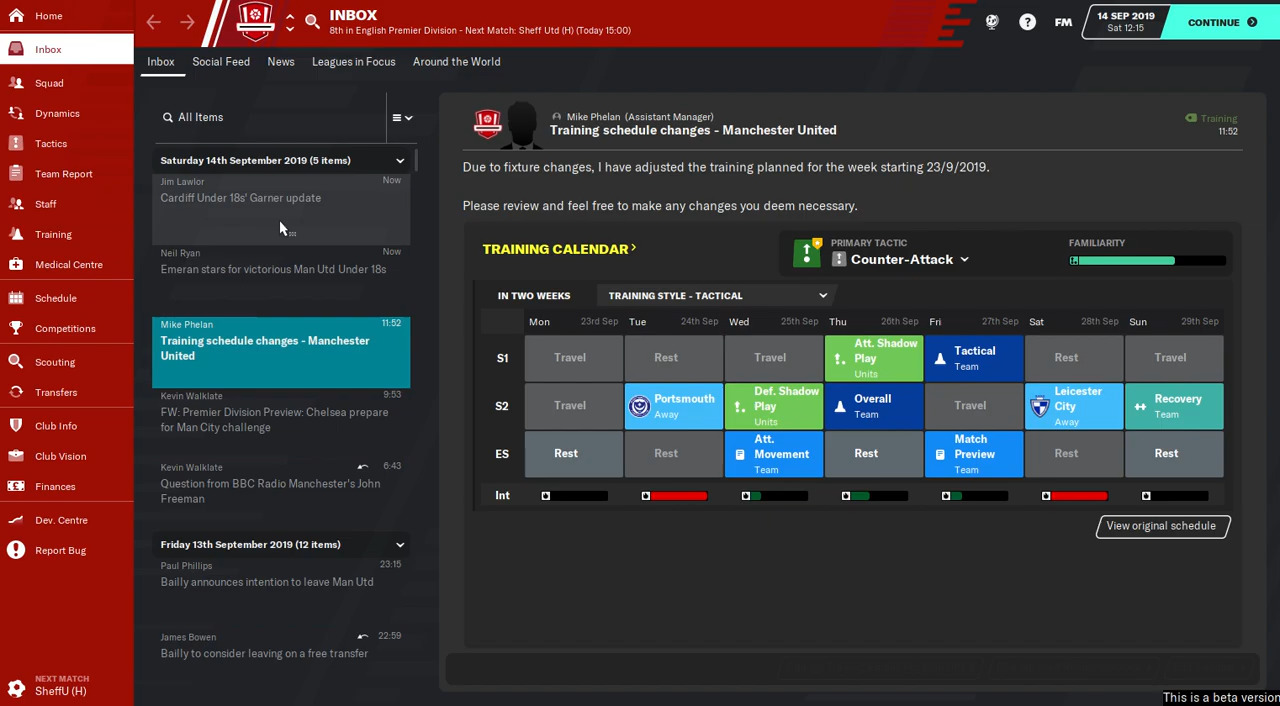 Home
Inbox
Squad
Dynamics
Tactics
Team Report
Staff
Training
Medical Centre
Schedule
Competitions
Scouting
Transfers
Club Info
Club Vision
Finances
Dev. Centre
Report Bug
NEXT MATCH
SheffU (H)
INBOX
8th in English Premier Division - Next Match: Sheff Utd (H) (Today 15:00)
FM
14 SEP 2019
Sat 12:15
CONTINUE
Inbox Social Feed News Leagues in Focus Around the World
All Items
Saturday 14th September 2019 (5 items)
Jim Lawlor Now
Cardiff Under 18s' Garner update
Neil Ryan Now
Emeran stars for victorious Man Utd Under 18s
Mike Phelan 11:52
Training schedule changes - Manchester
United
Kevin Walklate 9:53
FW: Premier Division Preview: Chelsea prepare
for Man City challenge
Kevin Walklate 6:43
Question from BBC Radio Manchester's John
Freeman
Friday 13th September 2019 (12 items)
Paul Phillips 23:15
Bailly announces intention to leave Man Utd
James Bowen 22:59
Bailly to consider leaving on a free transfer
Mike Phelan (Assistant Manager)
Training schedule changes - Manchester United
Training
11:52
Due to fixture changes, I have adjusted the training planned for the week starting 23/9/2019.
Please review and feel free to make any changes you deem necessary.
TRAINING CALENDAR
PRIMARY TACTIC
Counter-Attack
FAMILIARITY
IN TWO WEEKS TRAINING STYLE - TACTICAL
Mon 23rd Sep Tue 24th Sep Wed 25th Sep Thu 26th Sep Fri 27th Sep Sat 28th Sep Sun 29th Sep
S1
Travel
Rest
Travel
Att. Shadow
Play
Units
Tactical
Team
Rest
Travel
S2
Travel
Portsmouth
Away
Def. Shadow
Play
Units
Overall
Team
Travel
Leicester
City
Away
Recovery
Team
ES
Rest
Rest
Att.
Movement
Team
Rest
Match
Preview
Team
Rest
Rest
Int
View original schedule
This is a beta version